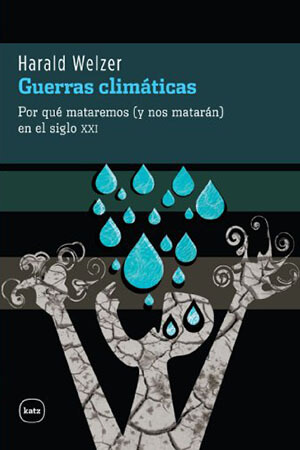 Harald Welzer
Guerras climáticas
Por qué mataremos (y nos matarán)
en el siglo XXI
katz